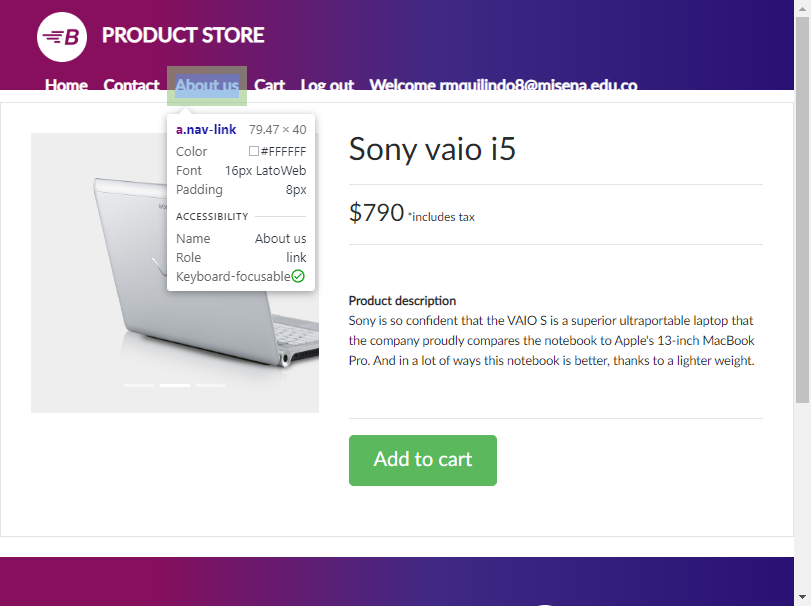 B
PRODUCT STORE
Home Contact About us Cart Log out Welcome rmquilindo8@misena.edu.co
a.nav-link 79.47 × 40
Color #FFFFFF
Font 16px LatoWeb
Padding 8px
ACCESSIBILITY
Name About us
Role link
Keyboard-focusable
Sony vaio i5
$790 *includes tax
Product description
Sony is so confident that the VAIO S is a superior ultraportable laptop that
the company proudly compares the notebook to Apple's 13-inch MacBook
Pro. And in a lot of ways this notebook is better, thanks to a lighter weight.
Add to cart